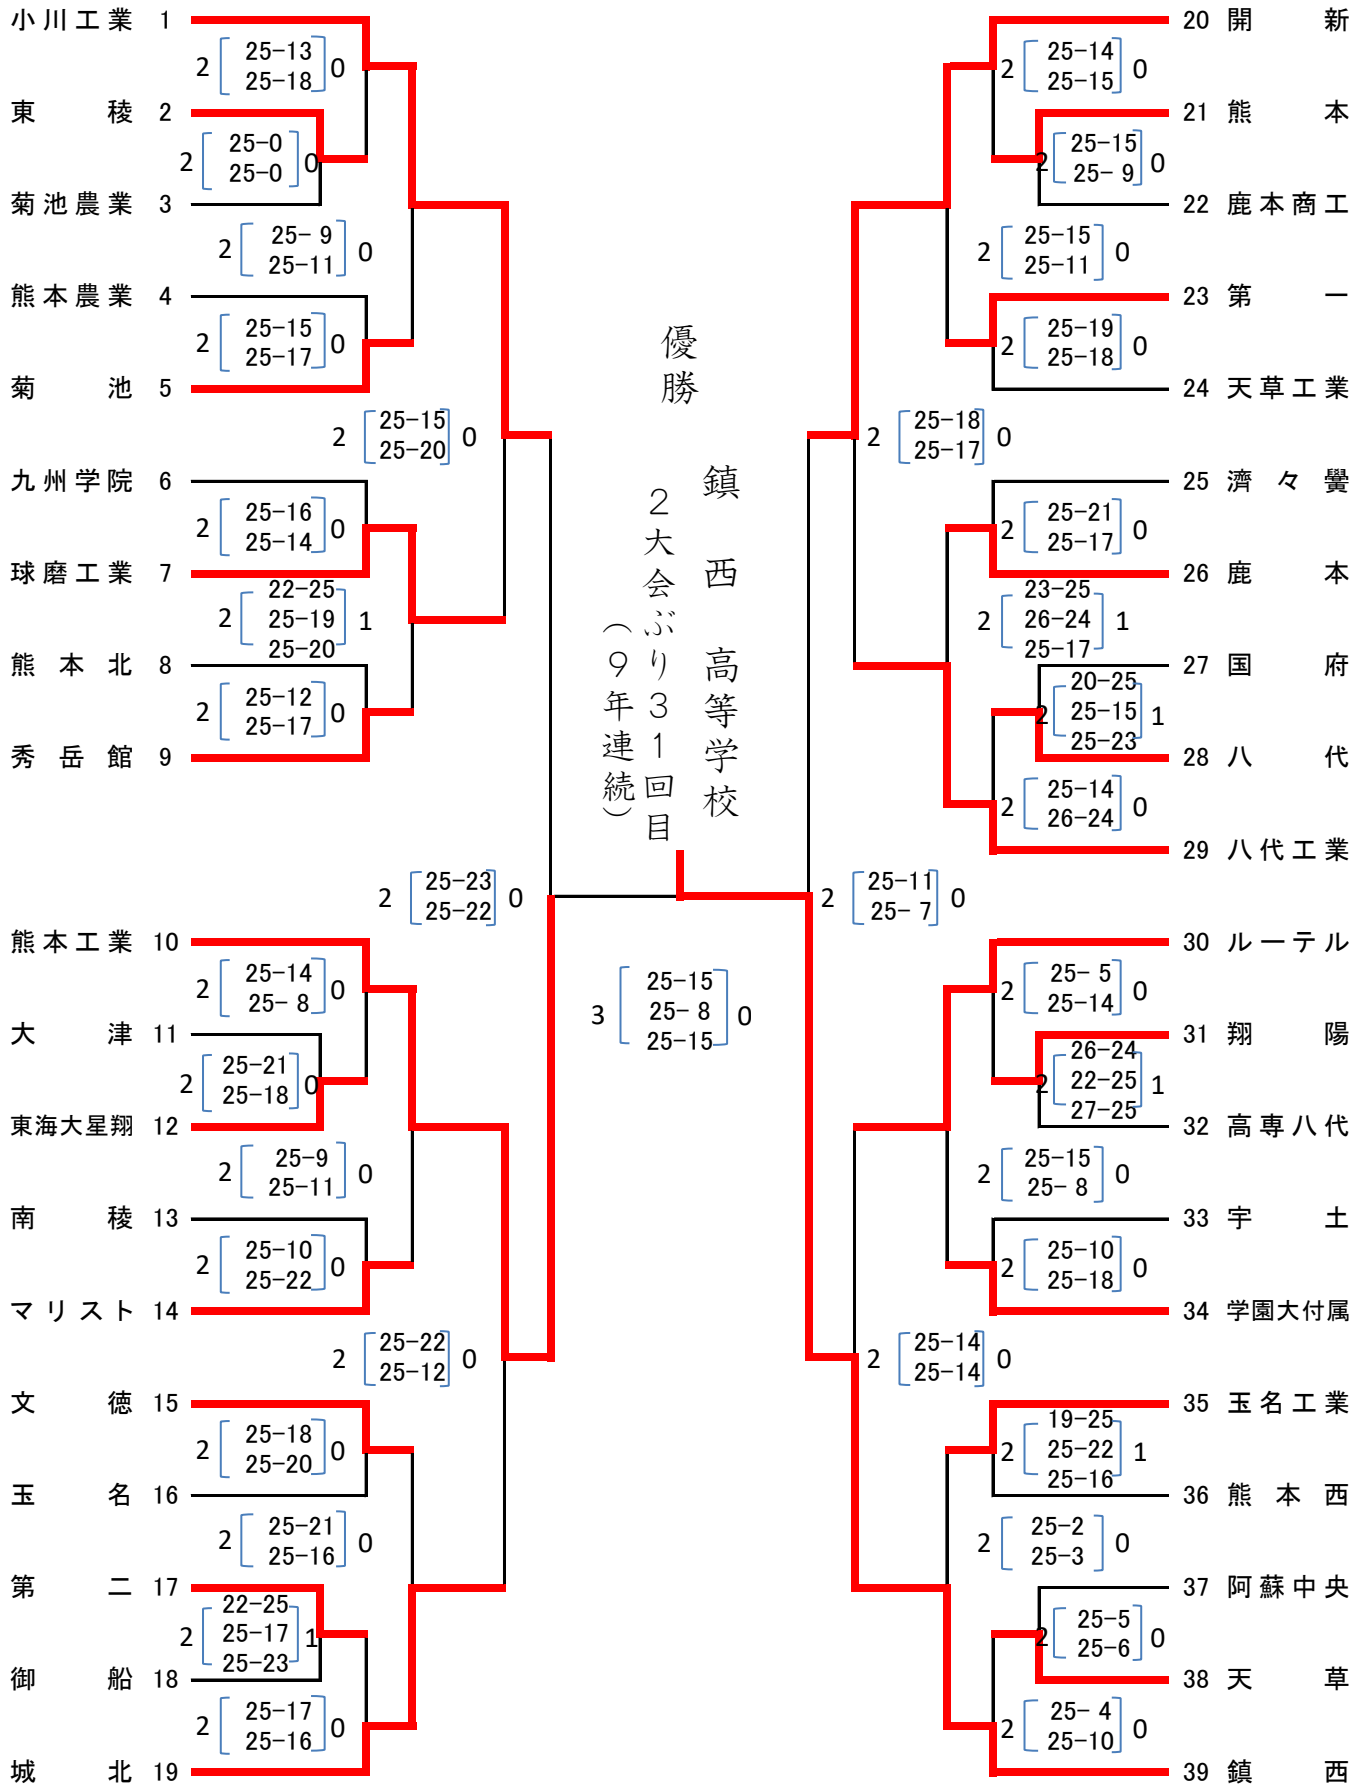 小川工業 1
2 25-13 0
25-18
東稜 2
2 25-0 0
25-0
菊池農業 3
2 25- 9 0
25-11
熊本農業 4
2 25-15 0
25-17
菊池 5
2 25-15 0
25-20
九州学院 6
2 25-16 0
25-14
球磨工業 7
22-25
2 25-19 1
25-20
熊本北 8
2 25-12 0
25-17
秀岳館 9
2 25-23 0
25-22
熊本工業 10
2 25-14 0
25- 8
大津 11
2 25-21 0
25-18
東海大星翔 12
2 25-9 0
25-11
南稜 13
2 25-10 0
25-22
マリスト 14
2 25-22 0
25-12
文徳 15
2 25-18 0
25-20
玉名 16
2 25-21 0
25-16
第二 17
22-25
2 25-17 1
25-23
御船 18
2 25-17 0
25-16
城北 19
優勝
鎮西高等学校
2大会ぶり31回目
(9年連続)
25-15
3 25- 8 0
25-15
20 開新
2 25-14 0
25-15
21 熊本
2 25-15 0
25- 9
22 鹿本商工
2 25-15 0
25-11
23 第一
2 25-19 0
25-18
24 天草工業
2 25-18 0
25-17
25 濟々黌
2 25-21 0
25-17
26 鹿本
23-25
2 26-24 1
25-17
27 国府
20-25
2 25-15 1
25-23
28 八代
2 25-14 0
26-24
29 八代工業
2 25-11 0
25- 7
30 ルーテル
2 25- 5 0
25-14
31 翔陽
26-24
2 22-25 1
27-25
32 高専八代
2 25-15 0
25- 8
33 宇土
2 25-10 0
25-18
34 学園大付属
2 25-14 0
25-14
35 玉名工業
19-25
2 25-22 1
25-16
36 熊本西
2 25-2 0
25-3
37 阿蘇中央
2 25-5 0
25-6
38 天草
2 25- 4 0
25-10
39 鎮西